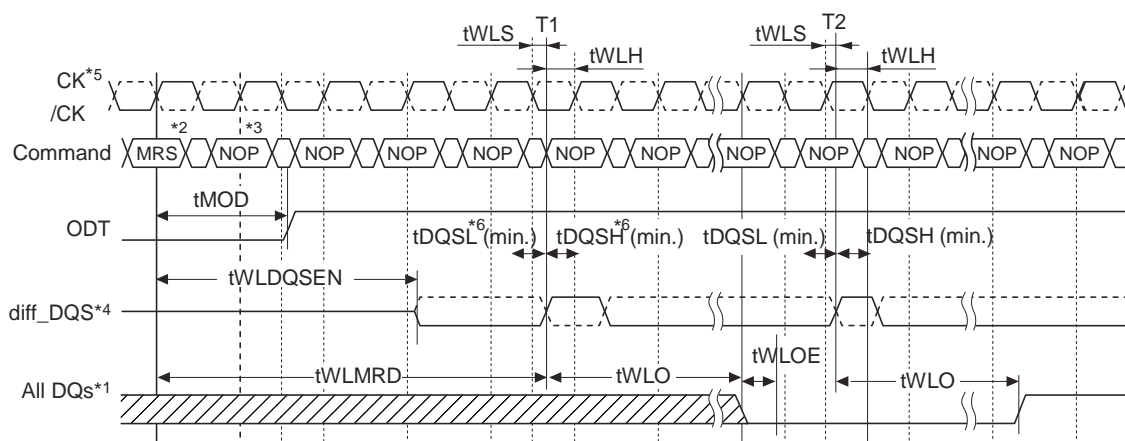 T1 T2
tWLS tWLS
tWLH tWLH
CK*5
/CK
*2 *3
Command MRS NOP NOP NOP NOP NOP NOP NOP NOP NOP NOP NOP
tMOD
ODT
tDQSL*6 (min.) tDQSH*6 (min.) tDQSL (min.) tDQSH (min.)
tWLDQSEN
diff_DQS*4
tWLOE
tWLMRD tWLO tWLO
All DQs*1